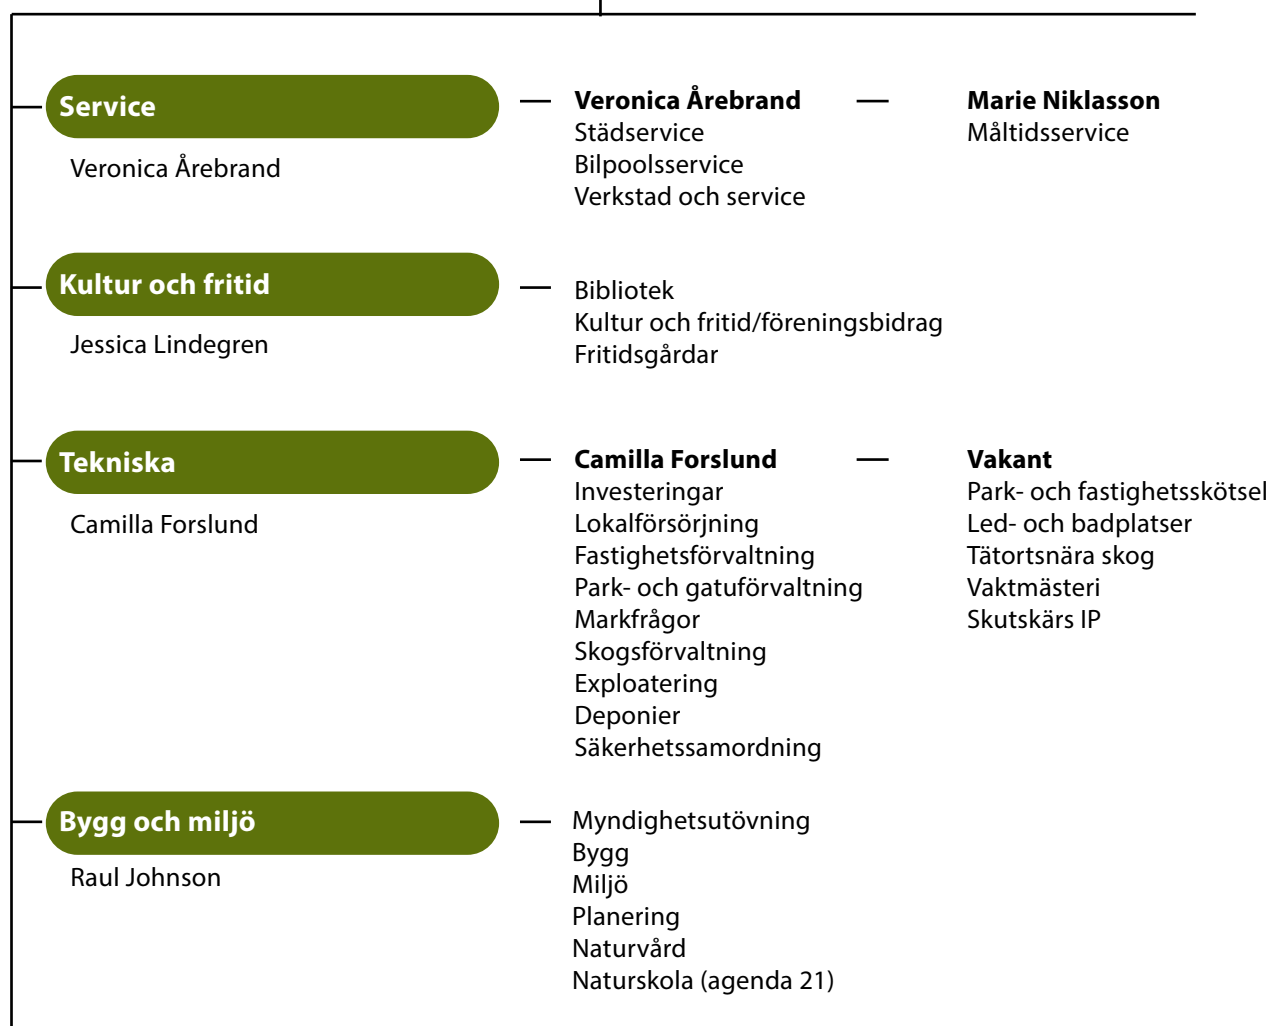 Service
Veronica Årebrand
Veronica Årebrand
Städservice
Bilpoolsservice
Verkstad och service
Marie Niklasson
Måltidsservice
Kultur och fritid
Jessica Lindegren
Bibliotek
Kultur och fritid/föreningsbidrag
Fritidsgårdar
Tekniska
Camilla Forslund
Camilla Forslund
Investeringar
Lokalförsörjning
Fastighetsförvaltning
Park- och gatuförvaltning
Markfrågor
Skogsförvaltning
Exploatering
Deponier
Säkerhetssamordning
Vakant
Park- och fastighetsskötsel
Led- och badplatser
Tätortsnära skog
Vaktmästeri
Skutskärs IP
Bygg och miljö
Raul Johnson
Myndighetsutövning
Bygg
Miljö
Planering
Naturvård
Naturskola (agenda 21)